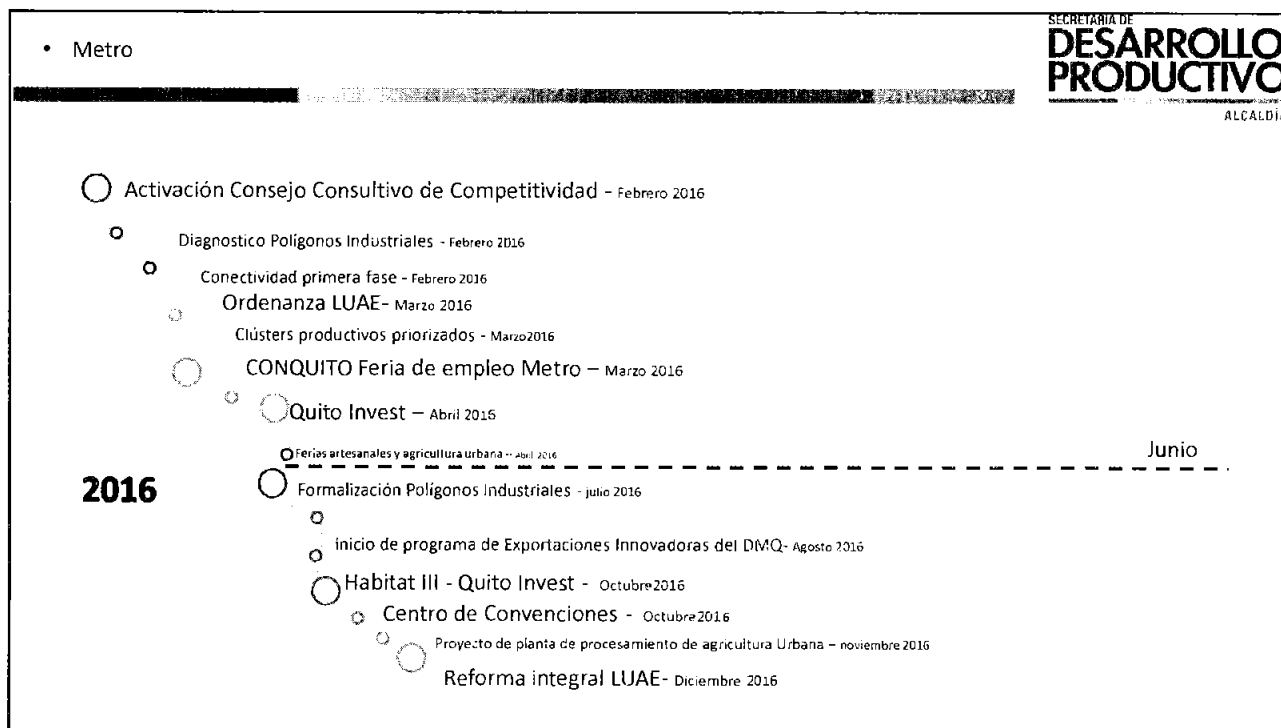 • Metro
SECRETARÍA DE
DESARROLLO
PRODUCTIVO
ALCALDÍA
Activación Consejo Consultivo de Competitividad - Febrero 2016
Diagnostico Polígonos Industriales - Febrero 2016
Conectividad primera fase - Febrero 2016
Ordenanza LUAE- Marzo 2016
Clústers productivos priorizados - Marzo2016
CONQUITO Feria de empleo Metro – Marzo 2016
Quito Invest – Abril 2016
Ferias artesanales y agricultura urbana – Abril 2016
Junio
2016
Formalización Polígonos Industriales - julio 2016
Inicio de programa de Exportaciones Innovadoras del DMQ- Agosto 2016
Habitat III - Quito Invest - Octubre2016
Centro de Convenciones - Octubre2016
Proyecto de planta de procesamiento de agricultura Urbana – noviembre 2016
Reforma integral LUAE- Diciembre 2016